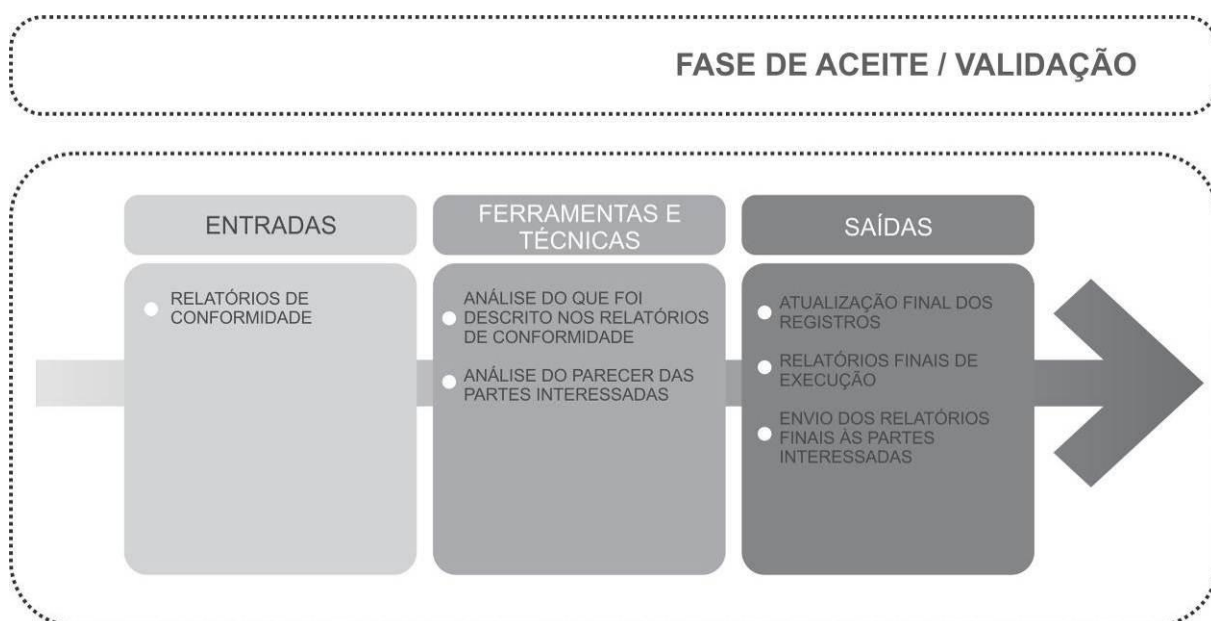 FASE DE ACEITE / VALIDAÇÃO
ENTRADAS
RELATÓRIOS DE
CONFORMIDADE
FERRAMENTAS E
TÉCNICAS
ANÁLISE DO QUE FOI
DESCRITO NOS RELATÓRIOS
DE CONFORMIDADE
ANÁLISE DO PARECER DAS
PARTES INTERESSADAS
SAÍDAS
ATUALIZAÇÃO FINAL DOS
REGISTROS
RELATÓRIOS FINAIS DE
EXECUÇÃO
ENVIO DOS RELATÓRIOS
FINAIS ÀS PARTES
INTERESSADAS